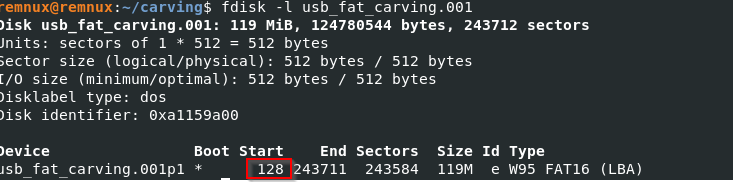 remnux@remnux:~/carving$ fdisk -l usb_fat_carving.001
Disk usb_fat_carving.001: 119 MiB, 124780544 bytes, 243712 sectors
Units: sectors of 1 * 512 = 512 bytes
Sector size (logical/physical): 512 bytes / 512 bytes
I/O size (minimum/optimal): 512 bytes / 512 bytes
Disklabel type: dos
Disk identifier: 0xa1159a00
Device Boot Start End Sectors Size Id Type
usb_fat_carving.001p1 * 128 243711 243584 119M e W95 FAT16 (LBA)